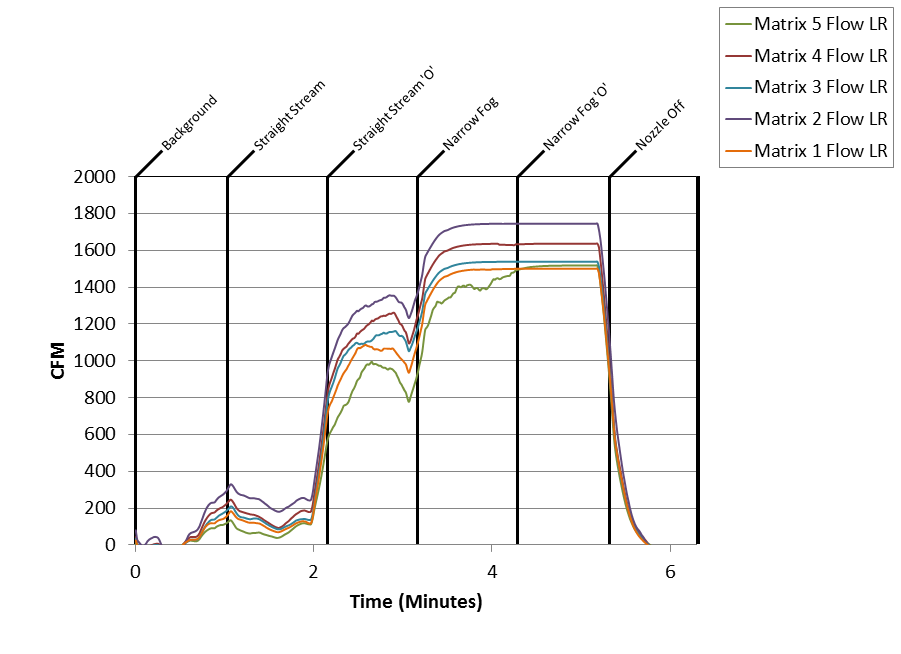 Matrix 5 Flow LR
Matrix 4 Flow LR
Matrix 3 Flow LR
Matrix 2 Flow LR
Matrix 1 Flow LR
Background
Straight Stream
Straight Stream 'O'
Narrow Fog
Narrow Fog 'O'
Nozzle Off
2000
1800
1600
1400
1200
1000
800
600
400
200
0
CFM
0 2 4 6
Time (Minutes)